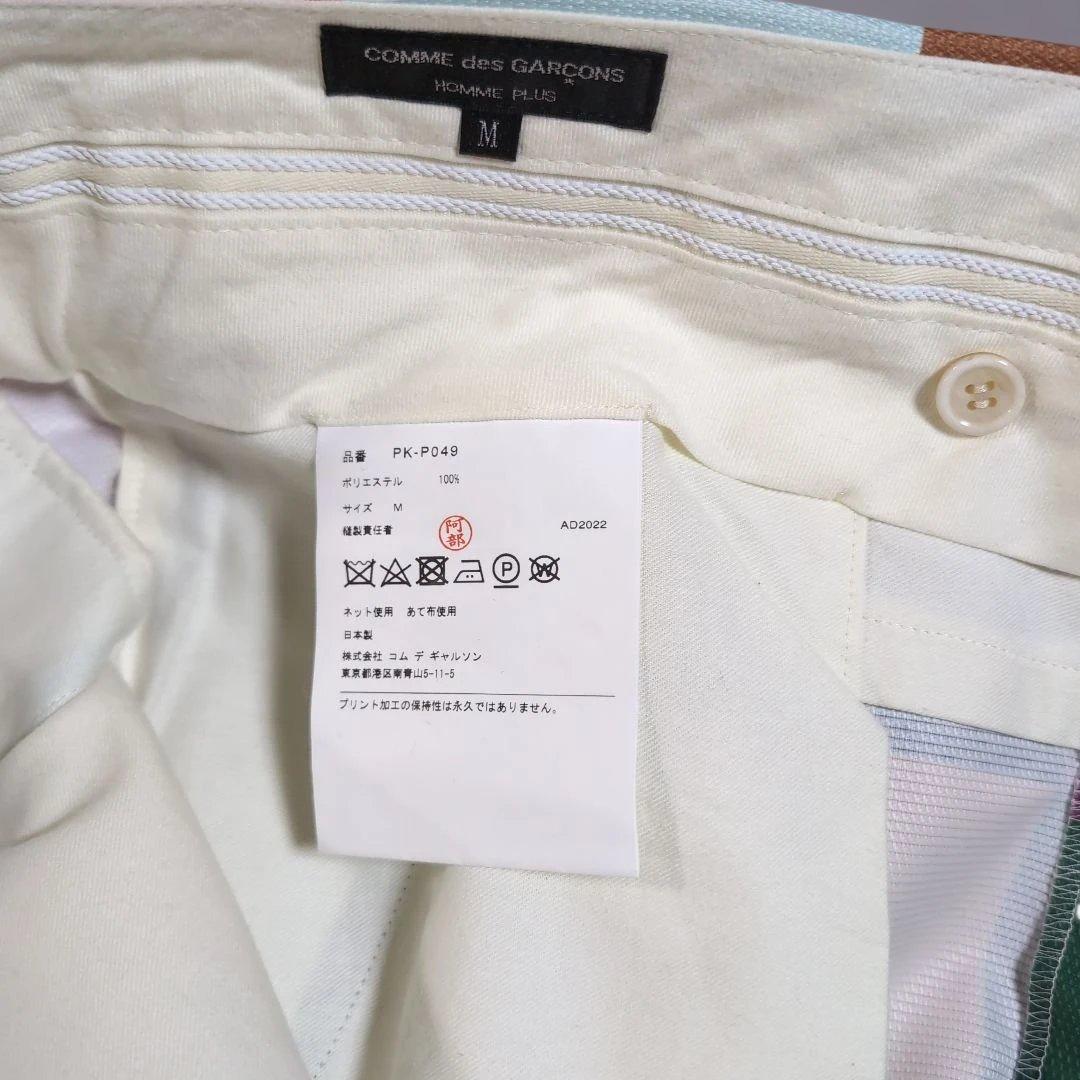 COMME des GARÇONS
HOMME PLUS
M
品番 PK-P049
ポリエステル 100%
サイズ M
縫製責任者 阿部 AD2022
P W
ネット使用 あて布使用
日本製
株式会社 コム デ ギャルソン
東京都港区南青山5-11-5
プリント加工の保持性は永久ではありません。